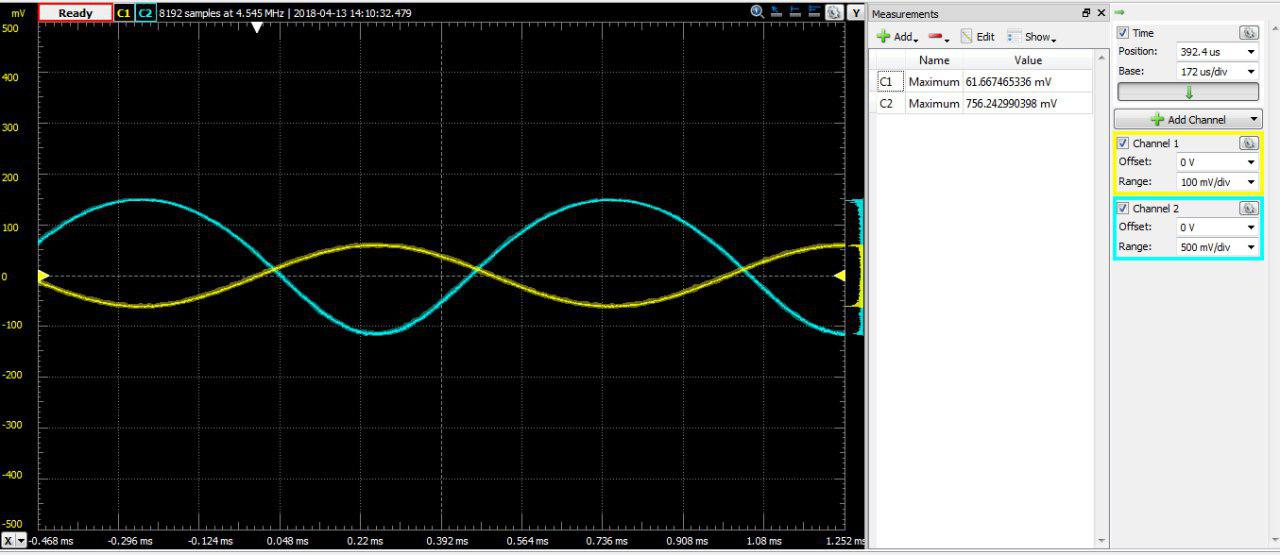 mV Ready C1 C2 8192 samples at 4.545 MHz | 2018-04-13 14:10:32.479 Y
500
400
300
200
100
0
-100
-200
-300
-400
-500
X -0.468 ms -0.296 ms -0.124 ms 0.048 ms 0.22 ms 0.392 ms 0.564 ms 0.736 ms 0.908 ms 1.08 ms 1.252 ms
Measurements
Add Edit Show
Name Value
C1 Maximum 61.667465336 mV
C2 Maximum 756.242990398 mV
Time
Position: 392.4 us
Base: 172 us/div
Add Channel
Channel 1
Offset: 0 V
Range: 100 mV/div
Channel 2
Offset: 0 V
Range: 500 mV/div